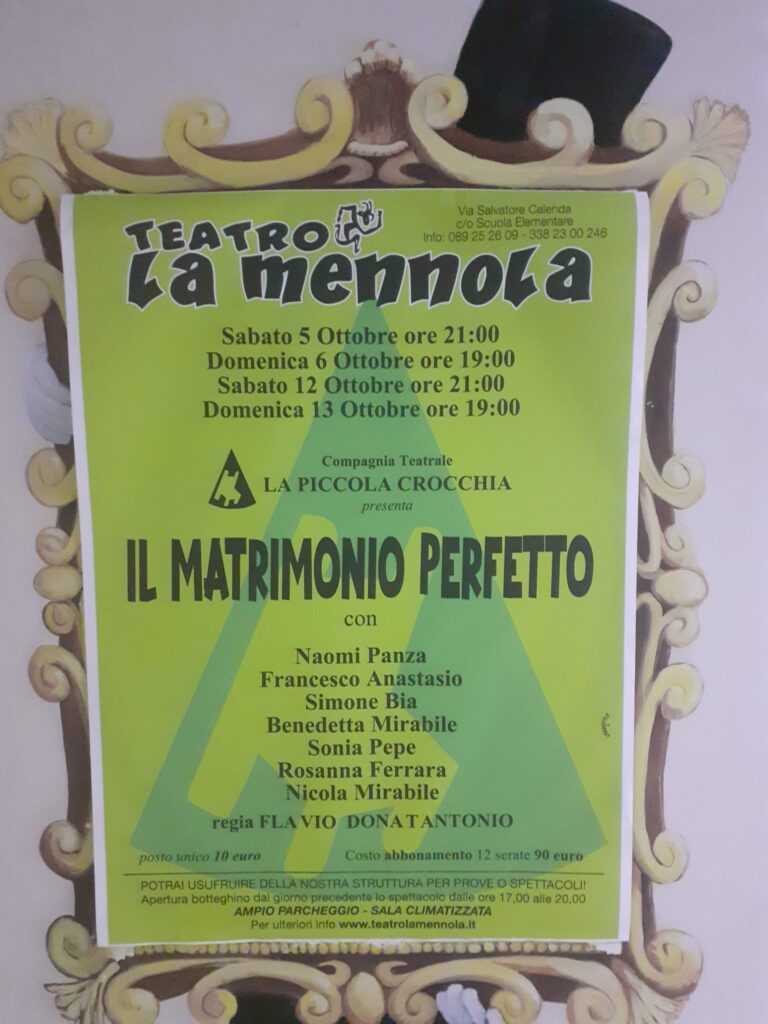 TEATRO
La mennola
Via Salvatore Calenda
c/o Scuola Elementare
Info: 089 25 26 09 - 338 23 00 246
Sabato 5 Ottobre ore 21:00
Domenica 6 Ottobre ore 19:00
Sabato 12 Ottobre ore 21:00
Domenica 13 Ottobre ore 19:00
Compagnia Teatrale
LA PICCOLA CROCCHIA
presenta
IL MATRIMONIO PERFETTO
con
Naomi Panza
Francesco Anastasio
Simone Bia
Benedetta Mirabile
Sonia Pepe
Rosanna Ferrara
Nicola Mirabile
regia FLAVIO DONATANTONIO
posto unico 10 euro Costo abbonamento 12 serate 90 euro
POTRAI USUFRUIRE DELLA NOSTRA STRUTTURA PER PROVE O SPETTACOLI!
Apertura botteghino dal giorno precedente lo spettacolo dalle ore 17,00 alle 20,00
AMPIO PARCHEGGIO - SALA CLIMATIZZATA
Per ulteriori info www.teatrolamennola.it